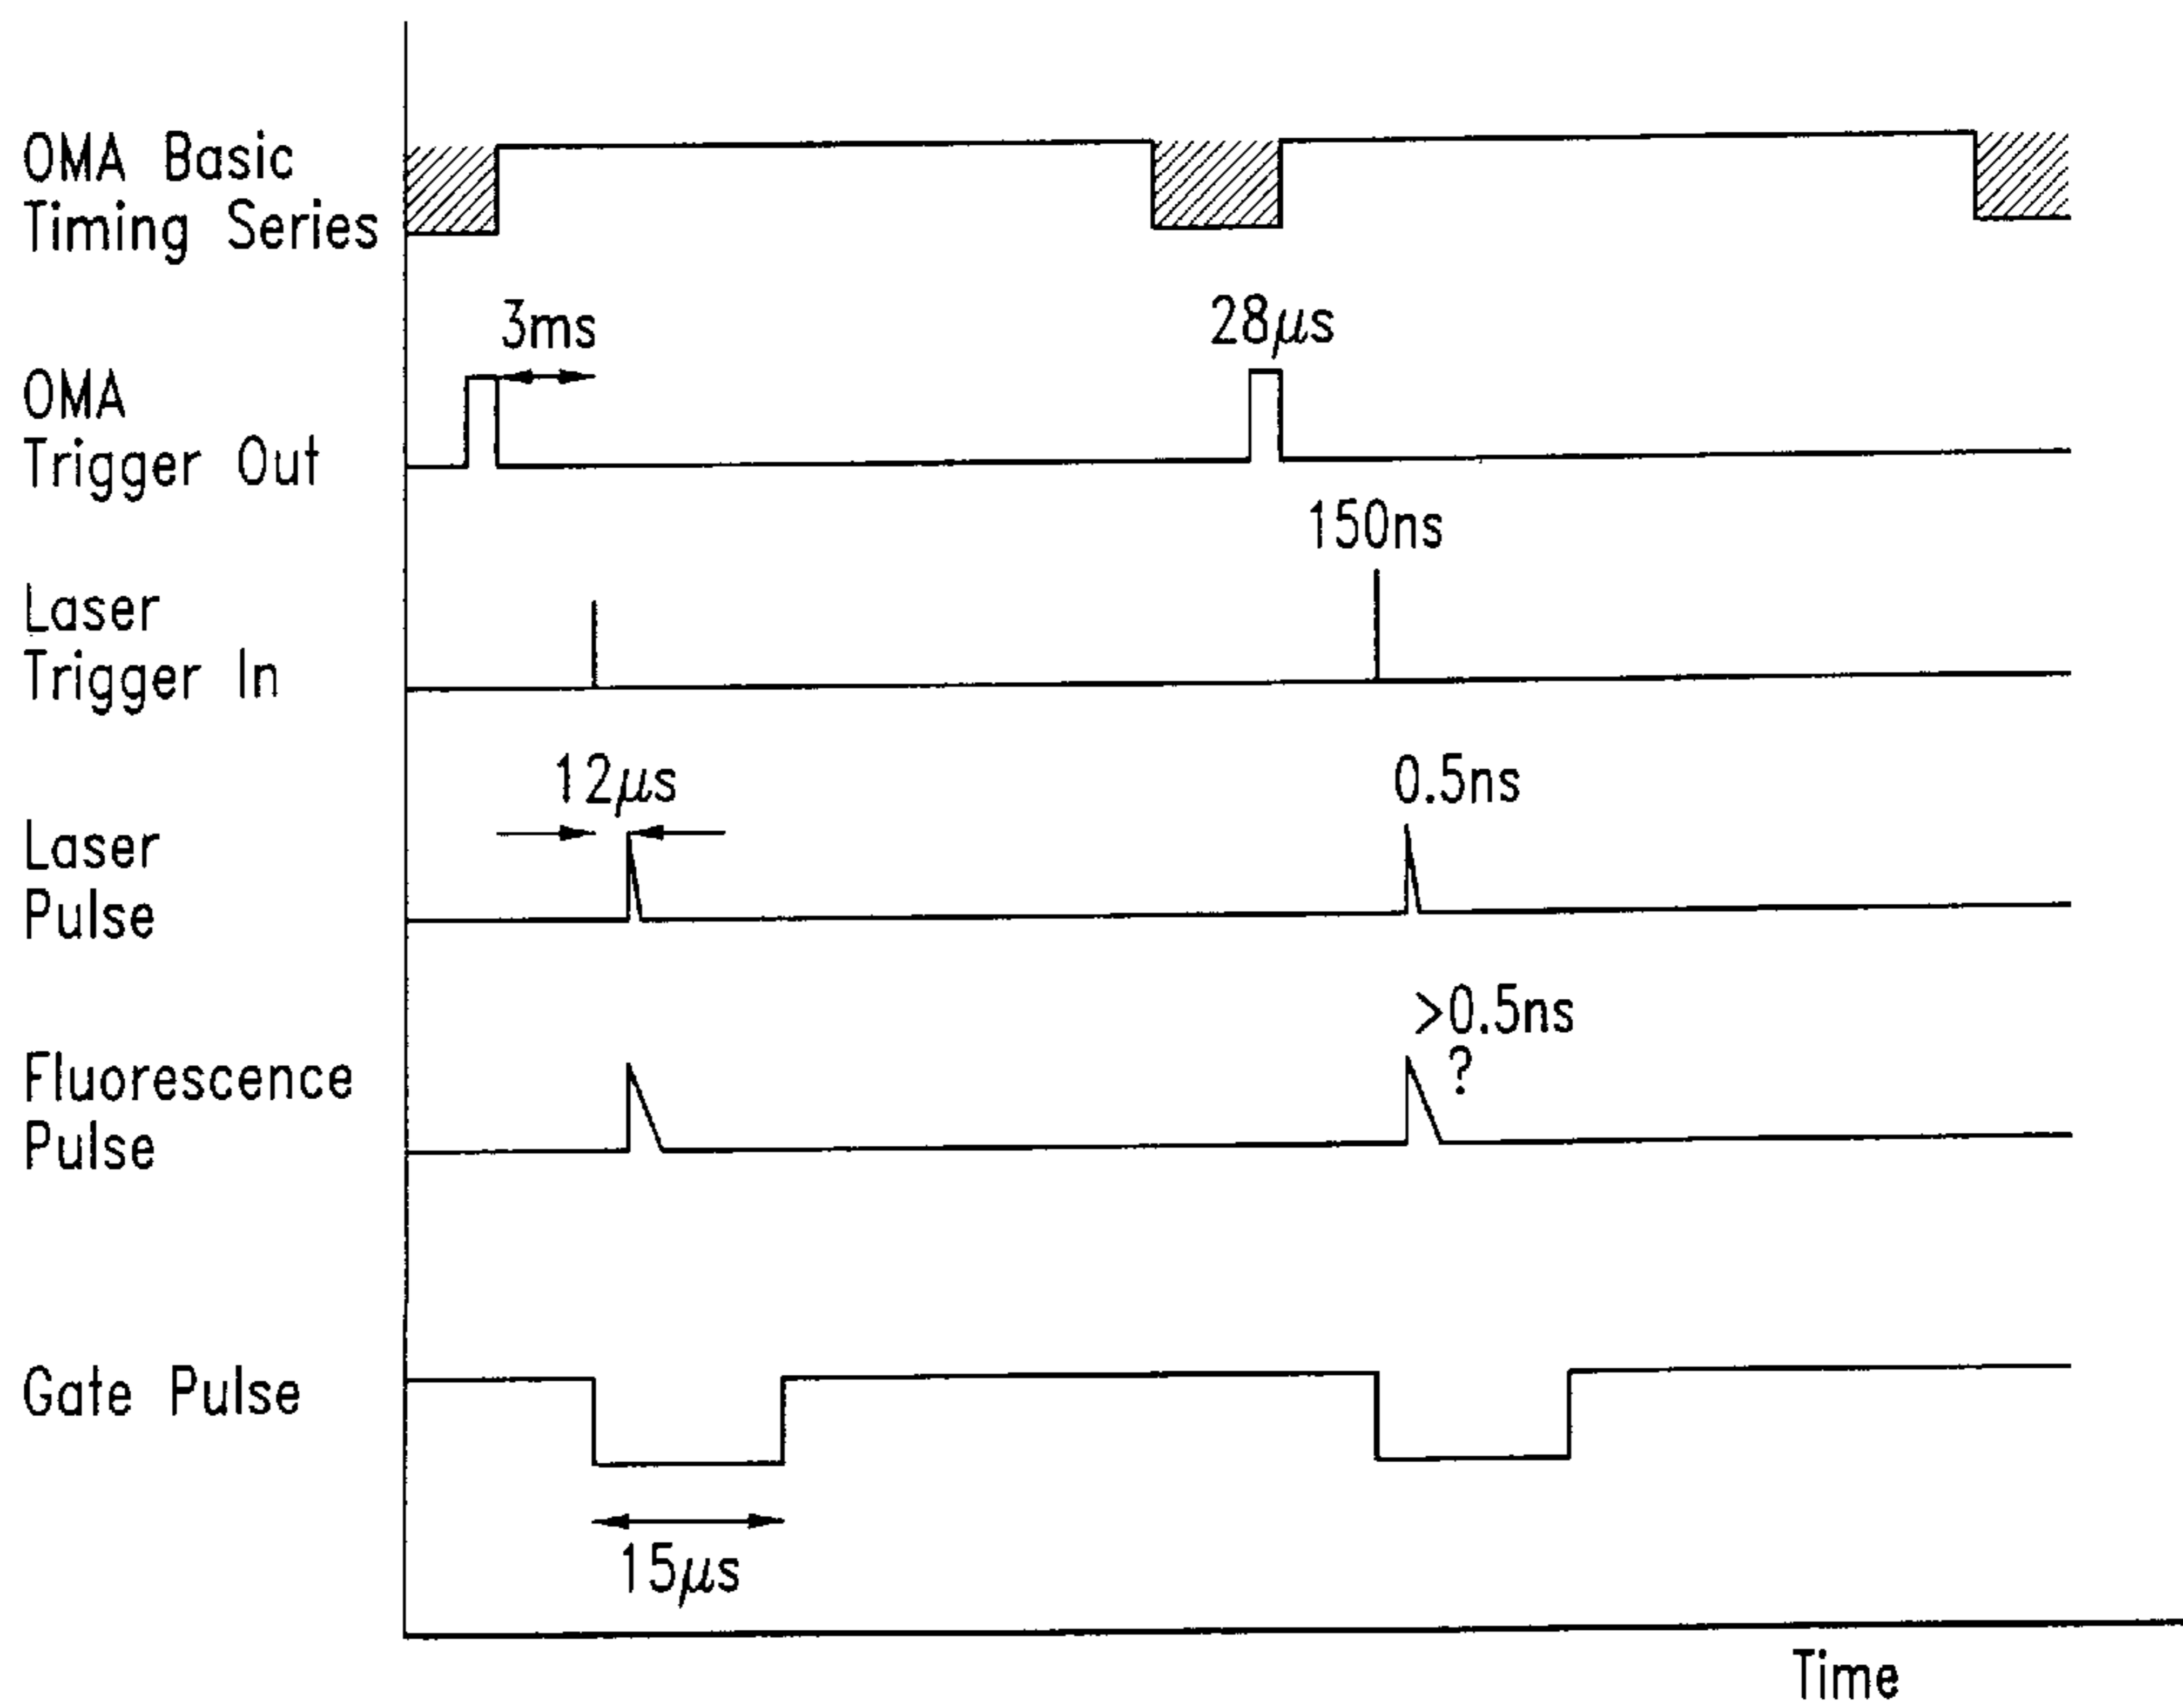 OMA Basic
Timing Series
3ms
28μs
OMA
Trigger Out
150ns
Laser
Trigger In
12μs
0.5ns
Laser
Pulse
>0.5ns
?
Fluorescence
Pulse
Gate Pulse
15μs
Time